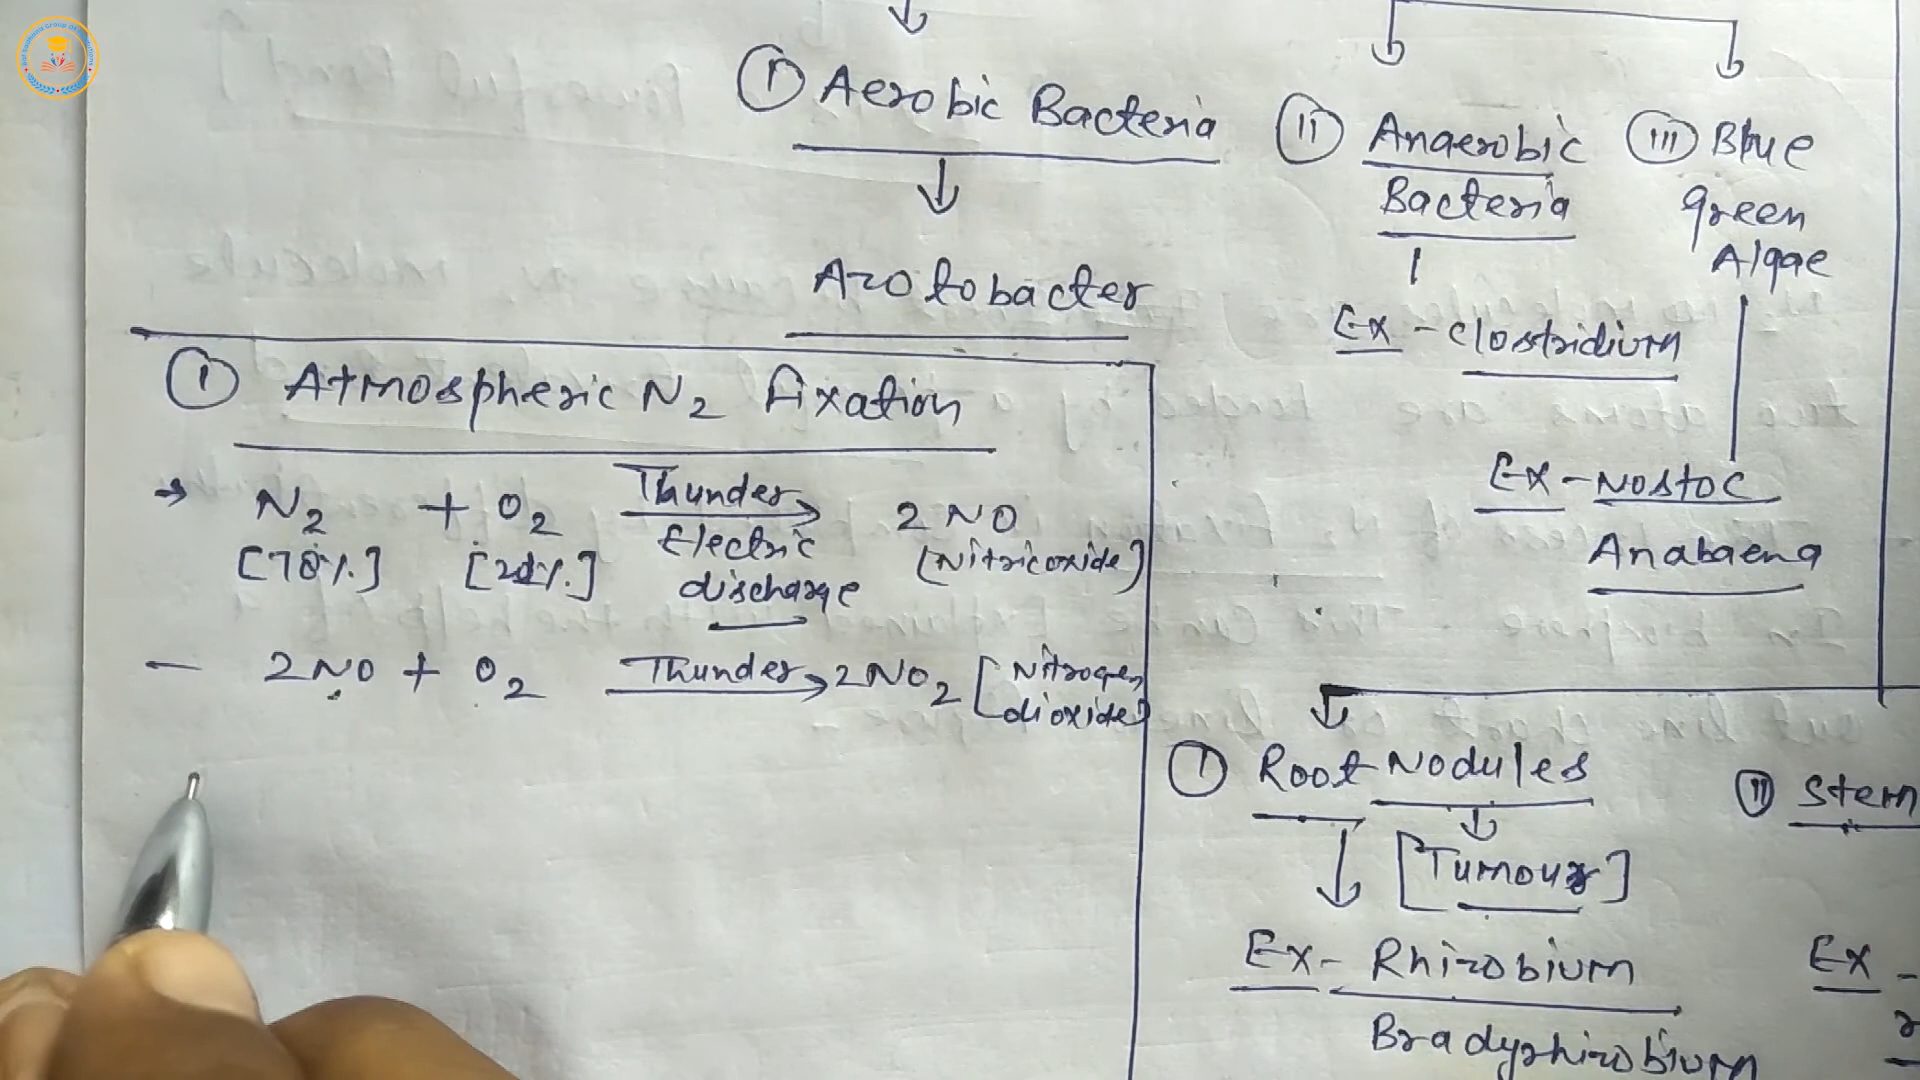 I Aerobic Bacteria
Azotobacter
II Anaerobic
Bacteria
Ex - Clostridium
III Blue
green
Algae
Ex - Nostoc
Anabaena
1 Atmospheric N2 Fixation
→ N2 + O2 Thunder 2NO
[78%] [21%] Electric discharge [Nitricoxide]
- 2NO + O2 Thunder 2NO2 [Nitrogen
dioxide]
I Root Nodules
[Tumour]
Ex - Rhizobium
Bradyrhizobium
II Stem
Ex -